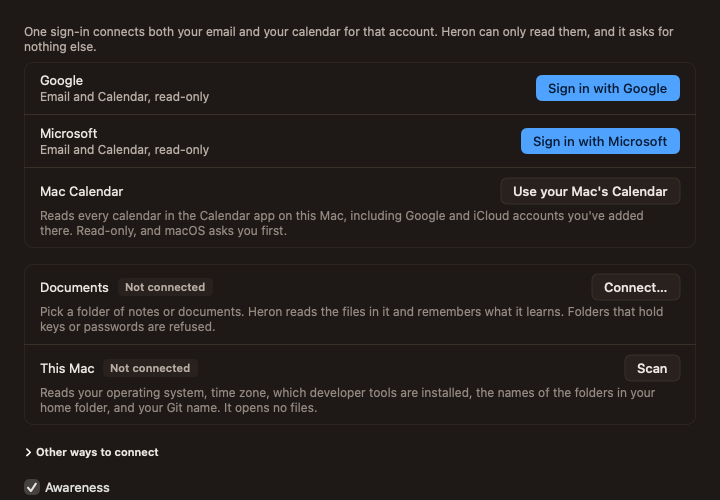 One sign-in connects both your email and your calendar for that account. Heron can only read them, and it asks for
nothing else.
Google
Email and Calendar, read-only
Sign in with Google
Microsoft
Email and Calendar, read-only
Sign in with Microsoft
Mac Calendar
Use your Mac's Calendar
Reads every calendar in the Calendar app on this Mac, including Google and iCloud accounts you've added
there. Read-only, and macOS asks you first.
Documents
Not connected
Connect...
Pick a folder of notes or documents. Heron reads the files in it and remembers what it learns. Folders that hold
keys or passwords are refused.
This Mac
Not connected
Scan
Reads your operating system, time zone, which developer tools are installed, the names of the folders in your
home folder, and your Git name. It opens no files.
Other ways to connect
Awareness